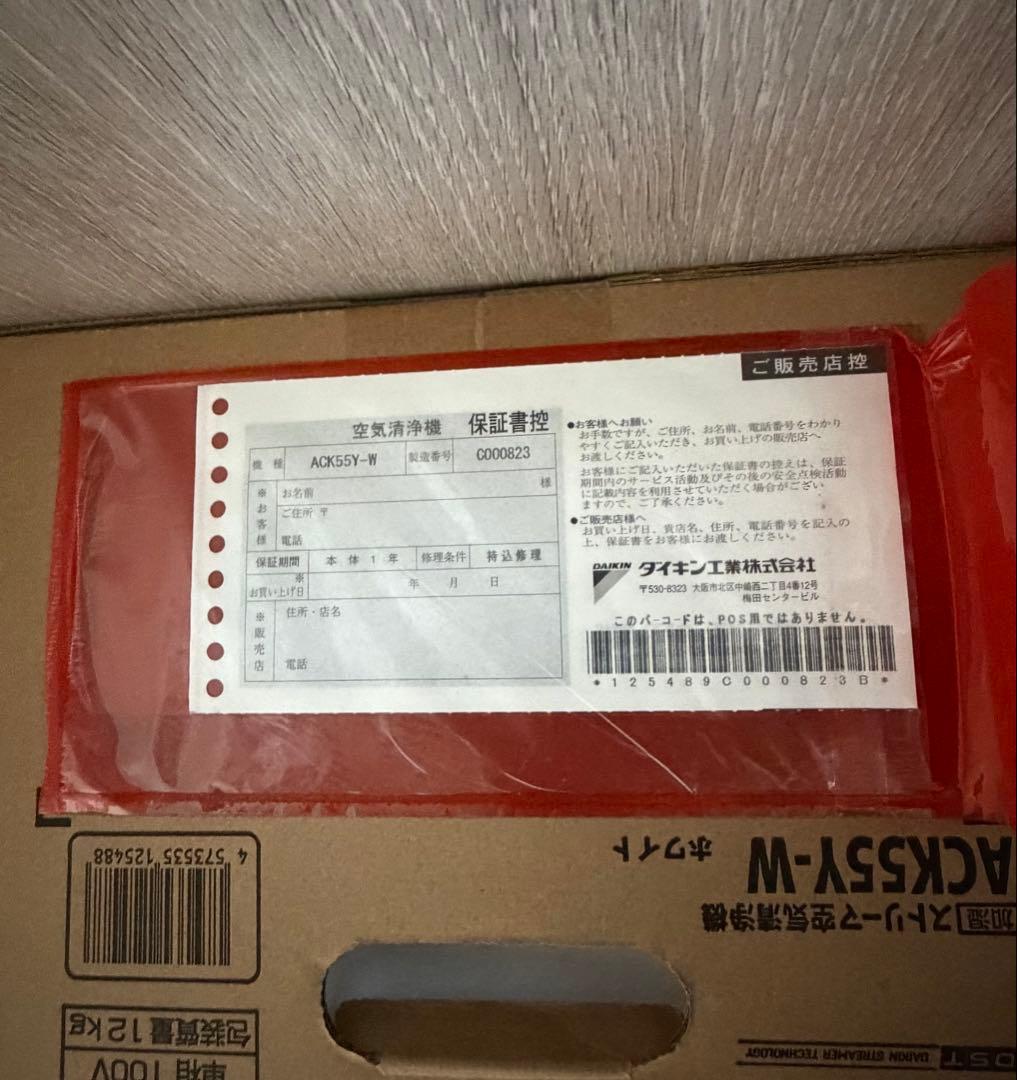 ご販売店控
空気清浄機 保証書控
機種 ACK55Y-W 製造番号 C000823
※お客様
お名前 様
ご住所 〒
電話
保証期間 本体1年 修理条件 持込修理
※お買い上げ日 年 月 日
※販売店
住所・店名
電話
●お客様へお願い
お手数ですが、ご住所、お名前、電話番号をわかり
やすくご記入いただき、お買い上げの販売店へ
お渡しください。
お客様にご記入いただいた保証書の控えは、保証
期間内のサービス活動及びその後の安全点検活動
に記載内容を利用させていただく場合がござい
ますので、ご了承ください。
●ご販売店様へ
お買い上げ日、貴店名、住所、電話番号を記入の
上、保証書をお客様にお渡しください。
DAIKIN ダイキン工業株式会社
〒530-8323 大阪市北区中崎西二丁目4番12号
梅田センタービル
このバーコードは、POS用ではありません。
*125489C000823B*
ACK55Y-W ホワイト
加湿 ストリーマ空気清浄機
4 573535 125488
包装質量 12kg
単相 100V
DST DAIKIN STREAMER TECHNOLOGY